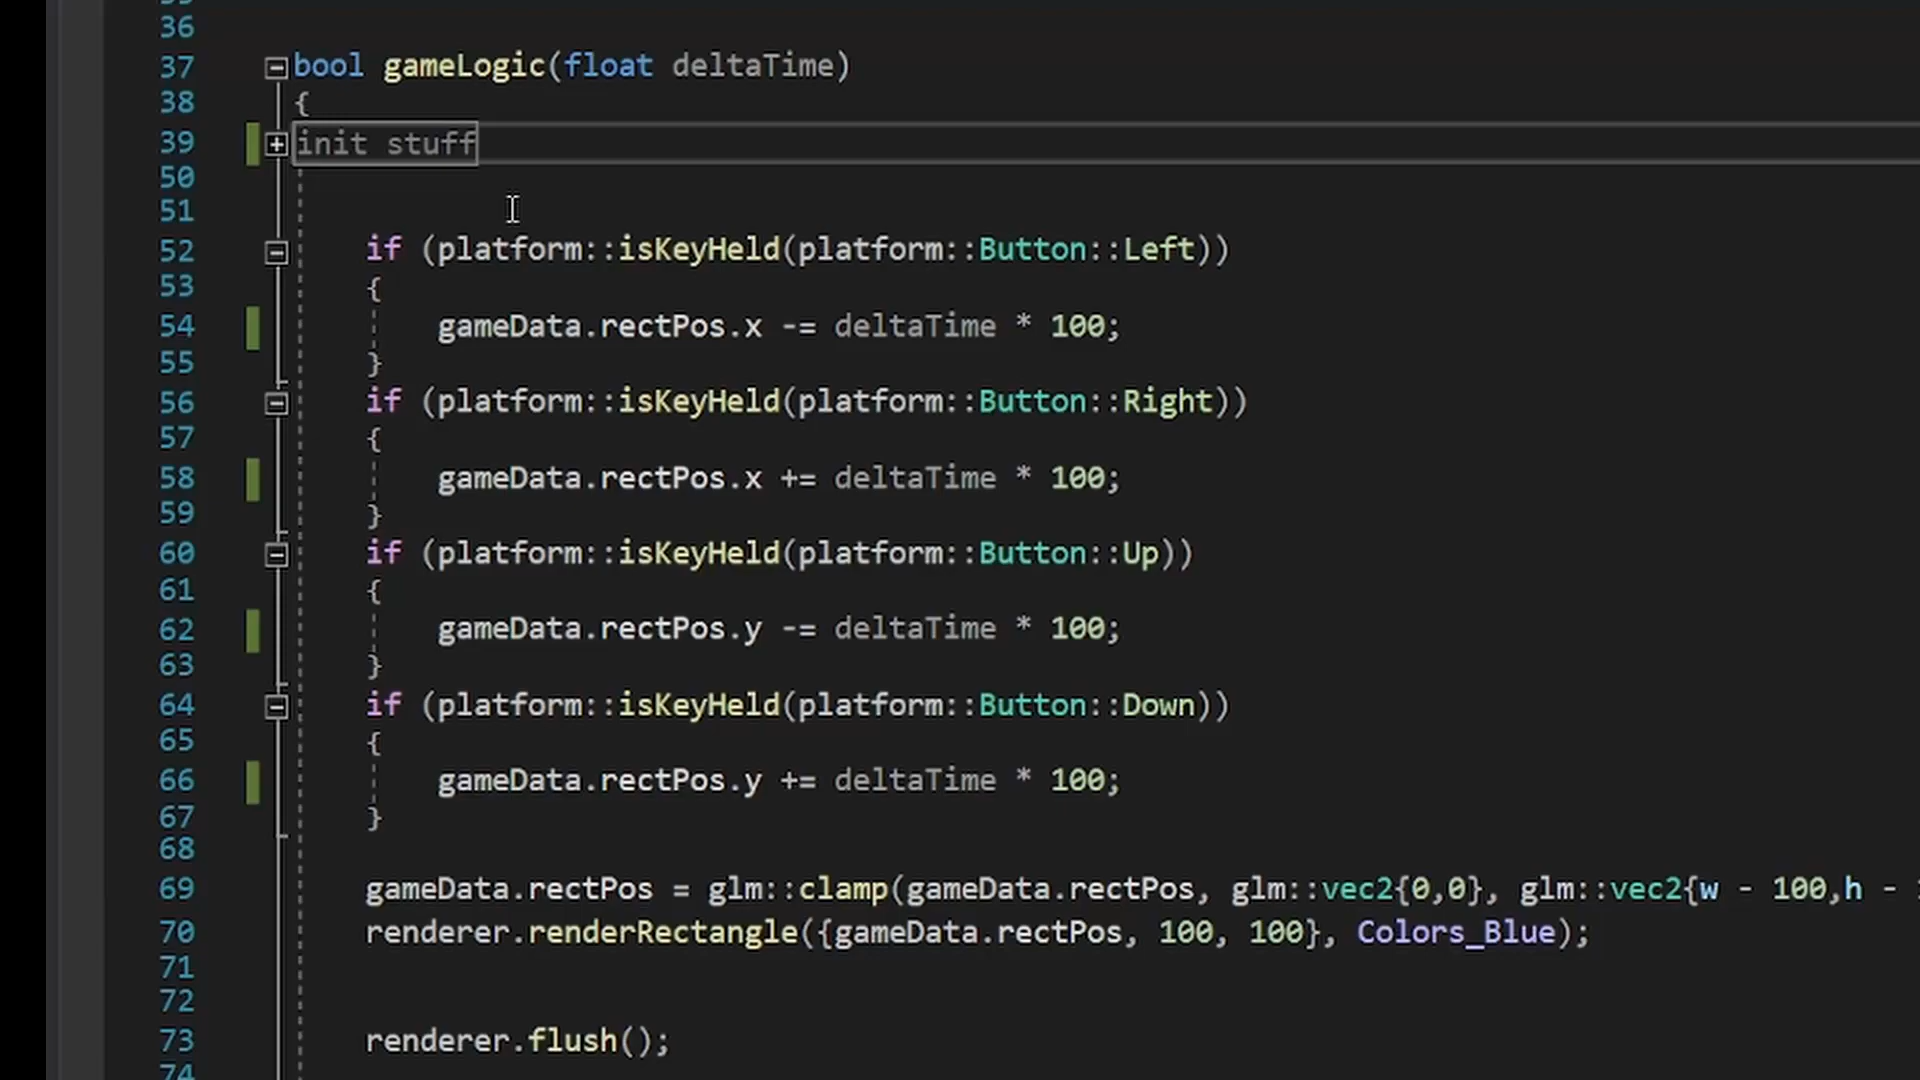 36
37 bool gameLogic(float deltaTime)
38 {
39 init stuff
50
51
52 if (platform::isKeyHeld(platform::Button::Left))
53 {
54 gameData.rectPos.x -= deltaTime * 100;
55 }
56 if (platform::isKeyHeld(platform::Button::Right))
57 {
58 gameData.rectPos.x += deltaTime * 100;
59 }
60 if (platform::isKeyHeld(platform::Button::Up))
61 {
62 gameData.rectPos.y -= deltaTime * 100;
63 }
64 if (platform::isKeyHeld(platform::Button::Down))
65 {
66 gameData.rectPos.y += deltaTime * 100;
67 }
68
69 gameData.rectPos = glm::clamp(gameData.rectPos, glm::vec2{0,0}, glm::vec2{w - 100,h -
70 renderer.renderRectangle({gameData.rectPos, 100, 100}, Colors_Blue);
71
72
73 renderer.flush();
74